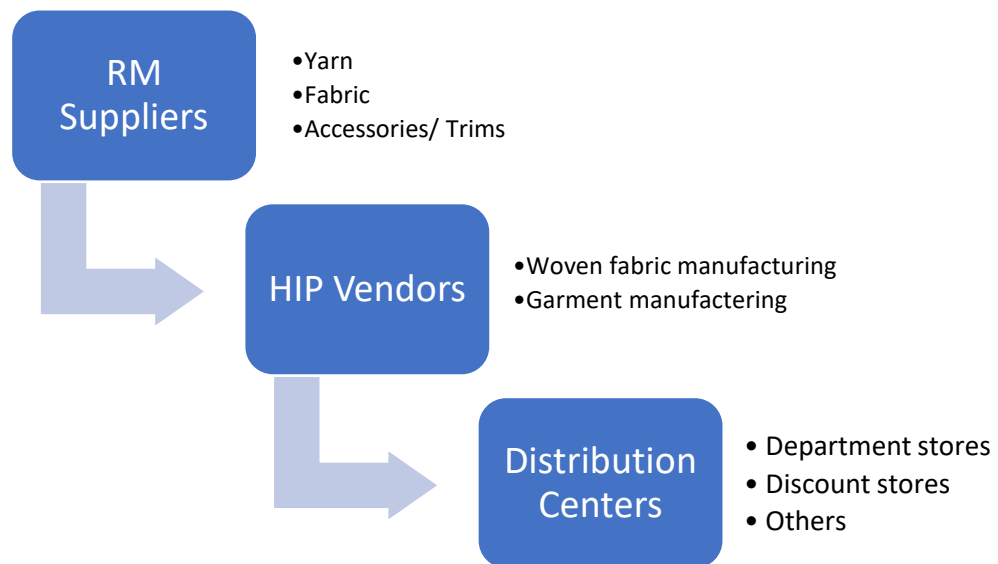 RM
Suppliers
•Yarn
•Fabric
•Accessories/ Trims
HIP Vendors
•Woven fabric manufacturing
•Garment manufactering
Distribution
Centers
• Department stores
• Discount stores
• Others